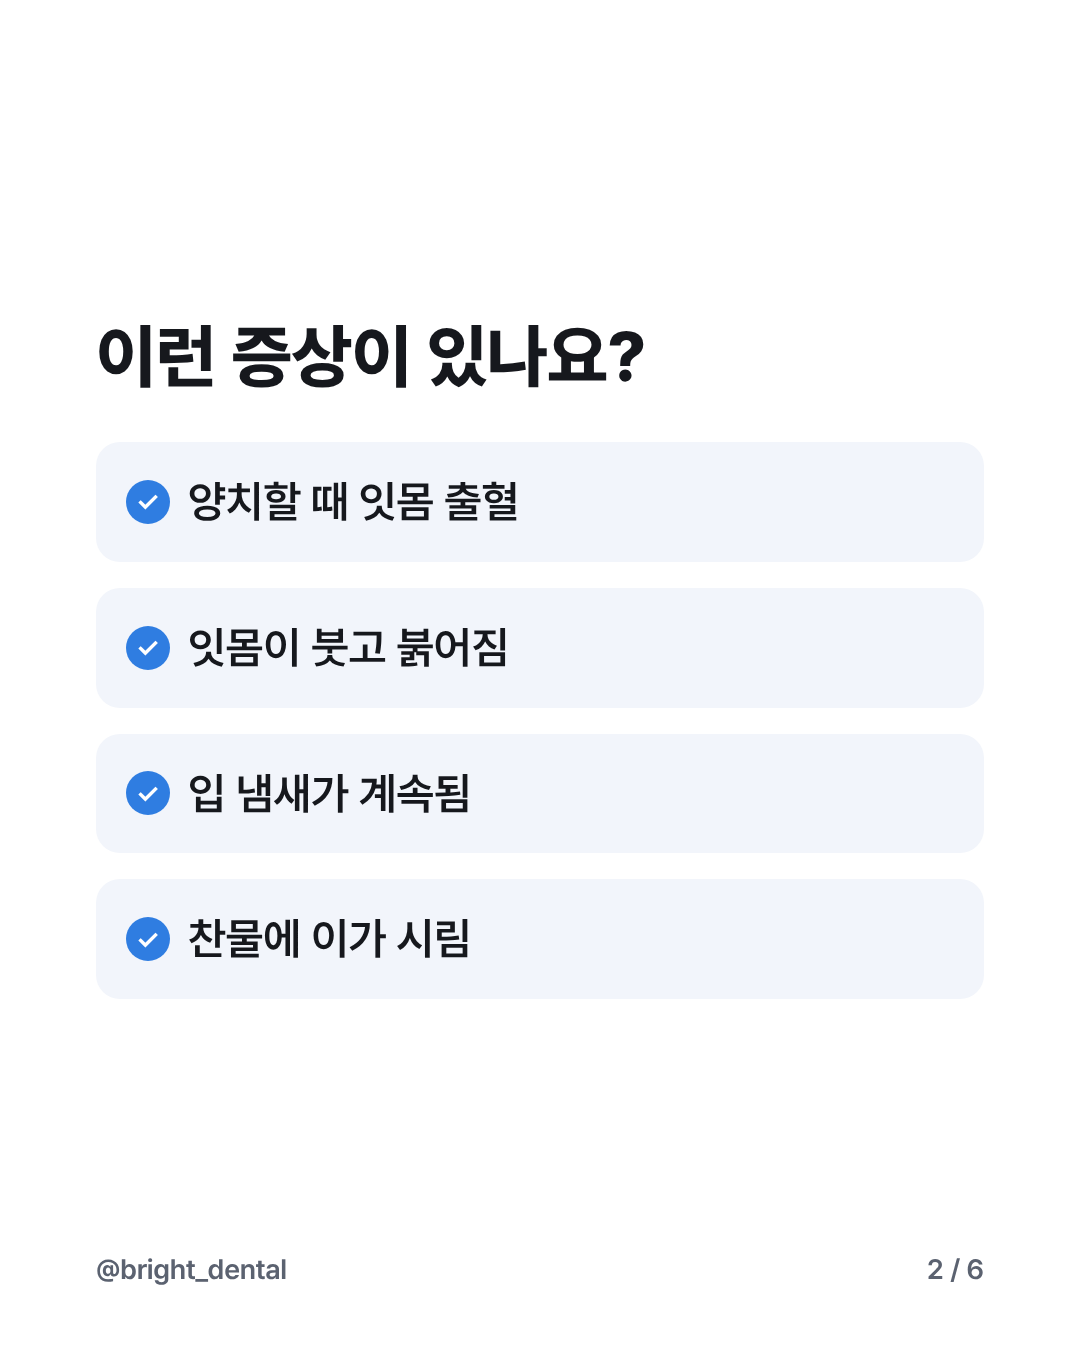 이런 증상이 있나요?
양치할 때 잇몸 출혈
잇몸이 붓고 붉어짐
입 냄새가 계속됨
찬물에 이가 시림
@bright_dental
2 / 6